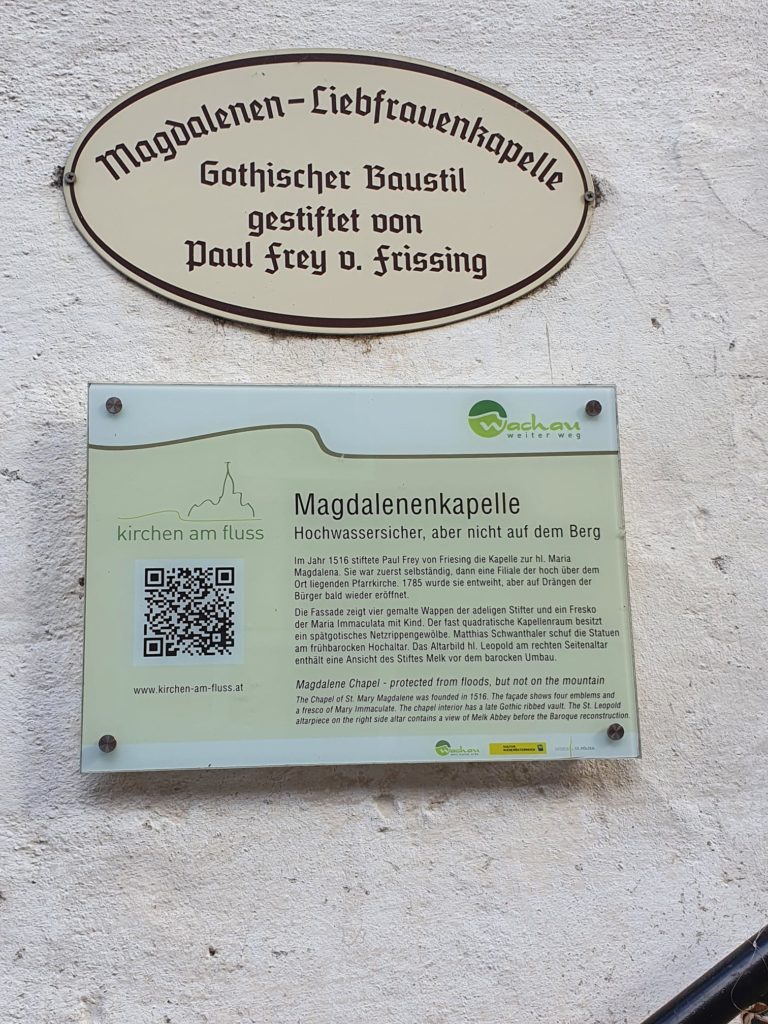 Magdalenen-Liebfrauenkapelle
Gothischer Baustil
gestiftet von
Paul Frey v. Frissing
Wachau
weiter weg
kirchen am fluss
www.kirchen-am-fluss.at
Magdalenenkapelle
Hochwassersicher, aber nicht auf dem Berg
Im Jahr 1516 stiftete Paul Frey von Friesing die Kapelle zur hl. Maria
Magdalena. Sie war zuerst selbständig, dann eine Filiale der hoch über dem
Ort liegenden Pfarrkirche. 1785 wurde sie entweiht, aber auf Drängen der
Bürger bald wieder eröffnet.
Die Fassade zeigt vier gemalte Wappen der adeligen Stifter und ein Fresko
der Maria Immaculata mit Kind. Der fast quadratische Kapellenraum besitzt
ein spätgotisches Netzrippengewölbe. Matthias Schwanthaler schuf die Statuen
am frühbarocken Hochaltar. Das Altarbild hl. Leopold am rechten Seitenaltar
enthält eine Ansicht des Stiftes Melk vor dem barocken Umbau.
Magdalene Chapel - protected from floods, but not on the mountain
The Chapel of St. Mary Magdalene was founded in 1516. The façade shows four emblems and
a fresco of Mary Immaculate. The chapel interior has a late Gothic ribbed vault. The St. Leopold
altarpiece on the right side altar contains a view of Melk Abbey before the Baroque reconstruction.
Wachau
KULTUR
NIEDERÖSTERREICH
ST. PÖLTEN